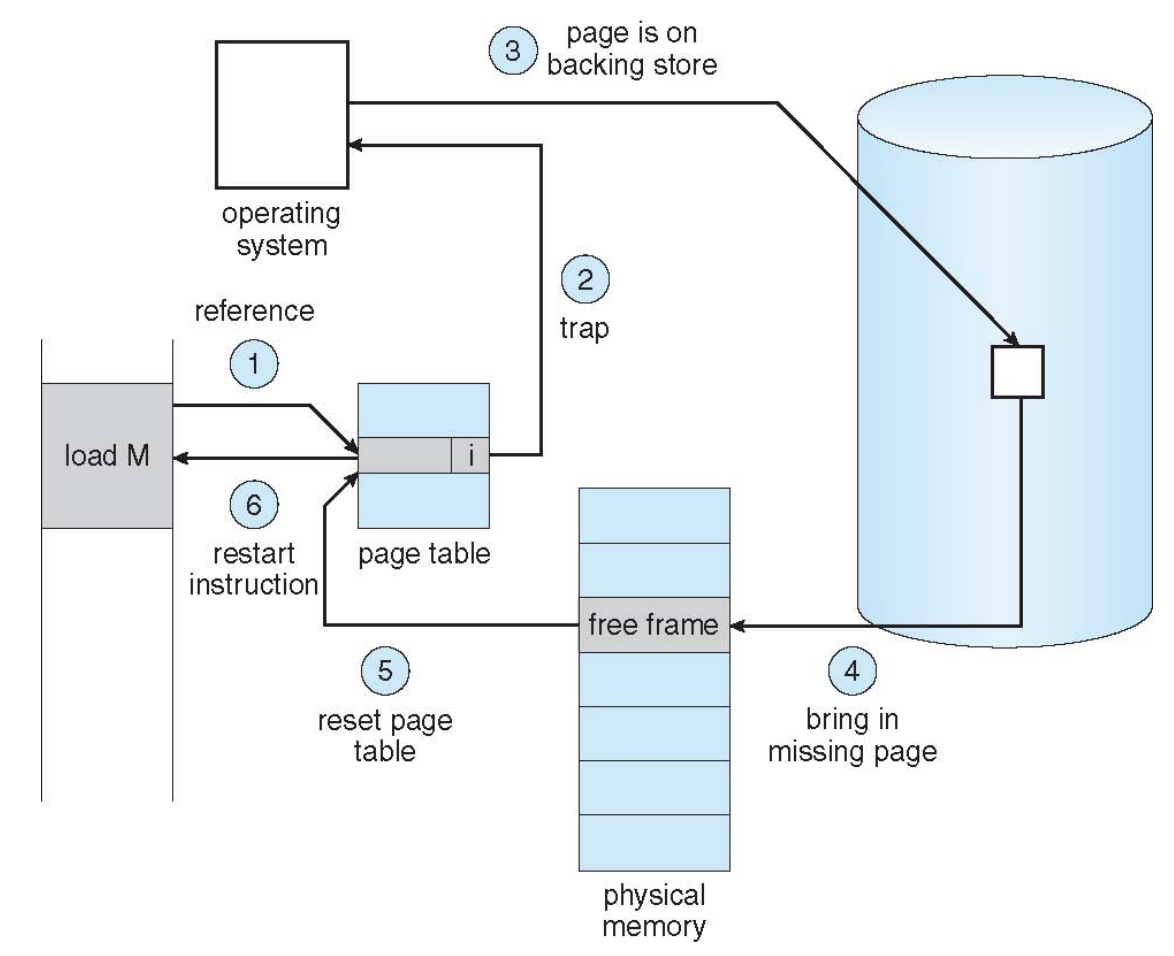 3
page is on
backing store
operating
system
2
trap
reference
1
load M
i
6
restart
instruction
page table
free frame
5
reset page
table
4
bring in
missing page
physical
memory